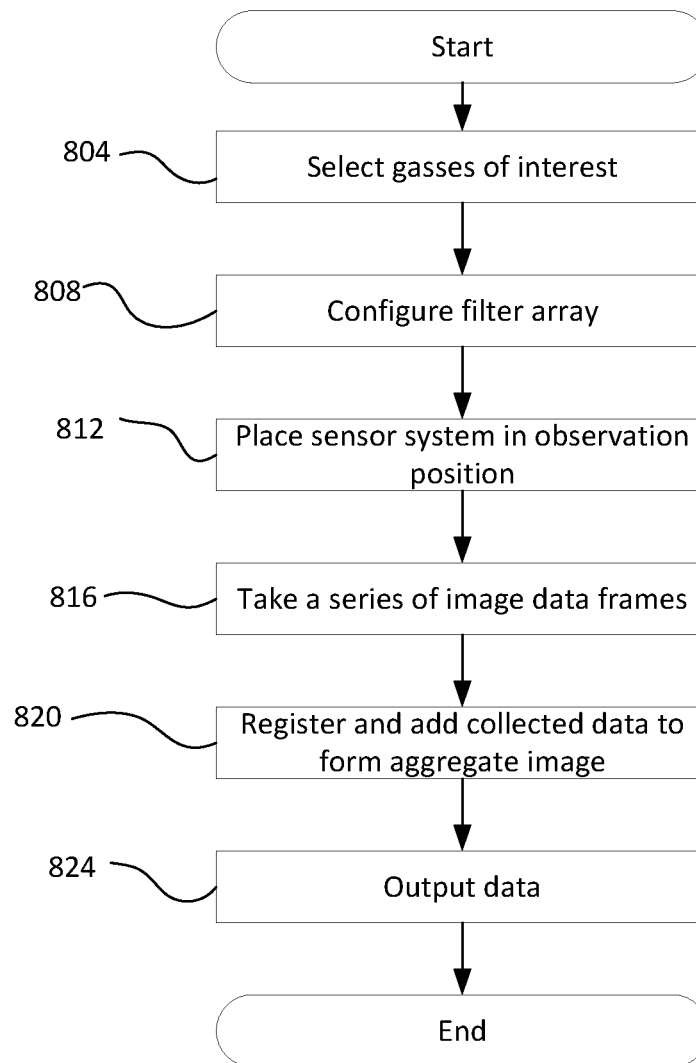 Start
804
Select gasses of interest
808
Configure filter array
812
Place sensor system in observation
position
816
Take a series of image data frames
820
Register and add collected data to
form aggregate image
824
Output data
End